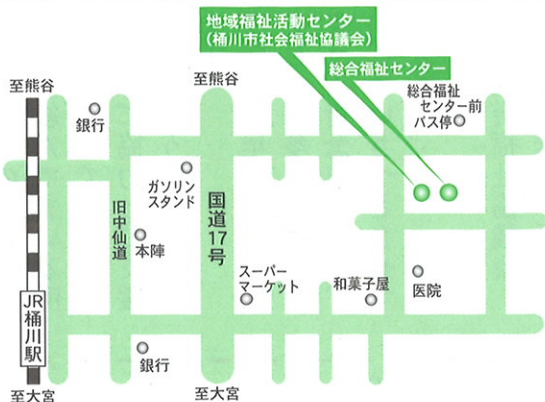 地域福祉活動センター
(桶川市社会福祉協議会)
総合福祉センター
至熊谷
至熊谷
総合福祉
センター前
バス停
銀行
ガソリン
スタンド
旧中仙道
国道17号
本陣
スーパー
マーケット
和菓子屋
医院
JR桶川駅
銀行
至大宮
至大宮